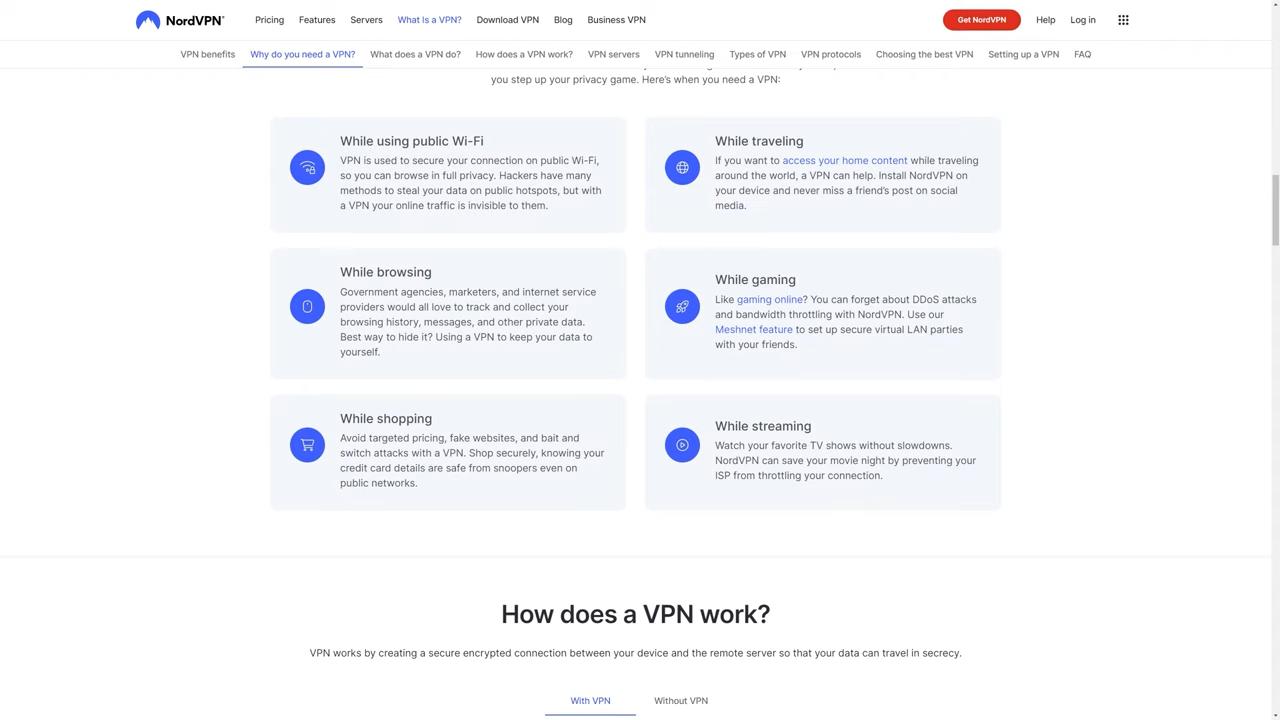 NordVPN®
Pricing
Features
Servers
What Is a VPN?
Download VPN
Blog
Business VPN
Get NordVPN
Help
Log in
VPN benefits
Why do you need a VPN?
What does a VPN do?
How does a VPN work?
VPN servers
VPN tunneling
Types of VPN
VPN protocols
Choosing the best VPN
Setting up a VPN
FAQ
you step up your privacy game. Here's when you need a VPN:
While using public Wi-Fi
VPN is used to secure your connection on public Wi-Fi,
so you can browse in full privacy. Hackers have many
methods to steal your data on public hotspots, but with
a VPN your online traffic is invisible to them.
While traveling
If you want to access your home content while traveling
around the world, a VPN can help. Install NordVPN on
your device and never miss a friend's post on social
media.
While browsing
Government agencies, marketers, and internet service
providers would all love to track and collect your
browsing history, messages, and other private data.
Best way to hide it? Using a VPN to keep your data to
yourself.
While gaming
Like gaming online? You can forget about DDoS attacks
and bandwidth throttling with NordVPN. Use our
Meshnet feature to set up secure virtual LAN parties
with your friends.
While shopping
Avoid targeted pricing, fake websites, and bait and
switch attacks with a VPN. Shop securely, knowing your
credit card details are safe from snoopers even on
public networks.
While streaming
Watch your favorite TV shows without slowdowns.
NordVPN can save your movie night by preventing your
ISP from throttling your connection.
How does a VPN work?
VPN works by creating a secure encrypted connection between your device and the remote server so that your data can travel in secrecy.
With VPN
Without VPN